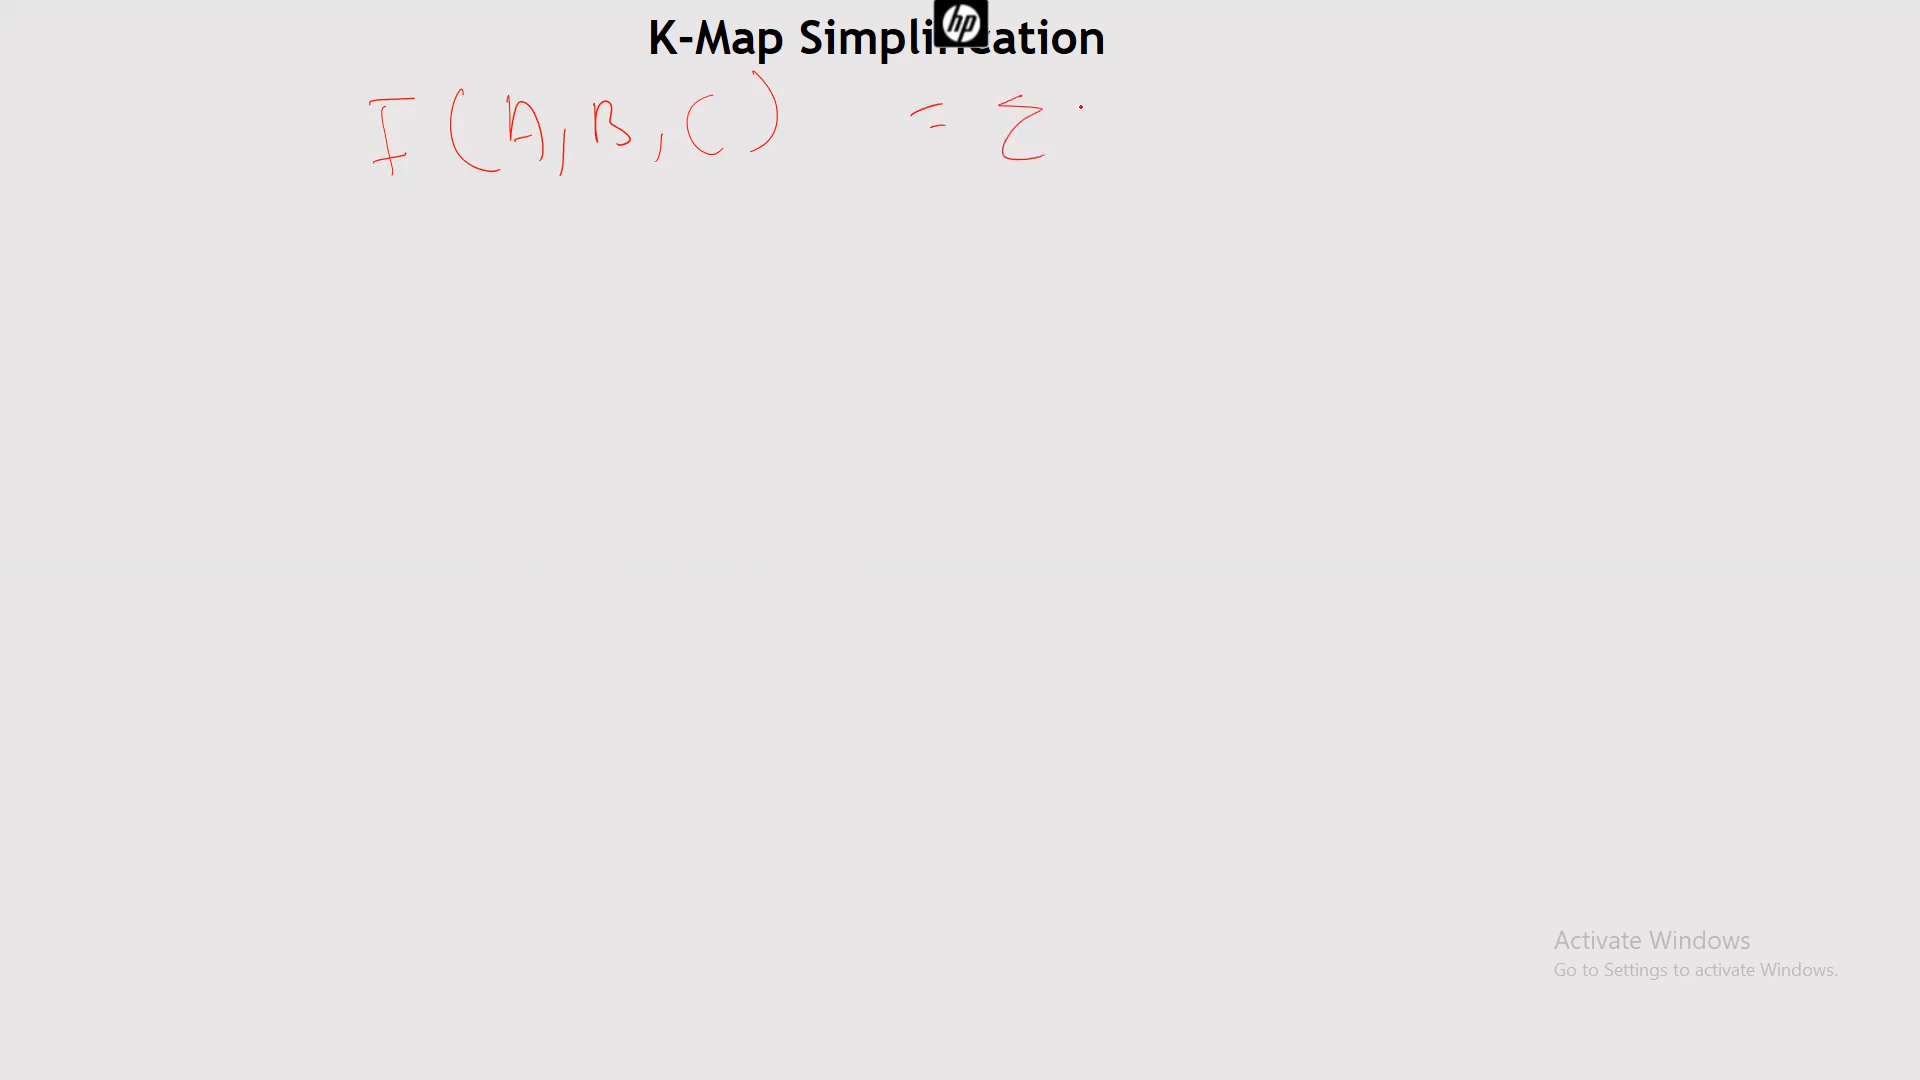 K-Map Simplification
hp
F(A,B,C) = Σ
Activate Windows
Go to Settings to activate Windows.